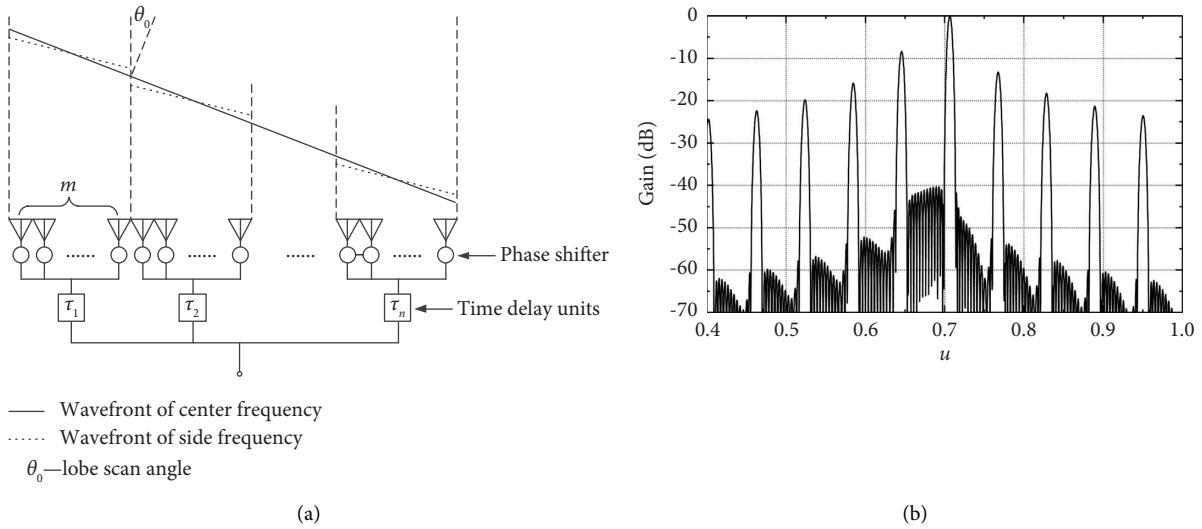 θ₀
m
...... ...... ...... ......
Phase shifter
τ₁ τ₂ τₙ
Time delay units
Wavefront of center frequency
Wavefront of side frequency
θ₀—lobe scan angle
(a)
0
-10
-20
-30
-40
-50
-60
-70
Gain (dB)
0.4 0.5 0.6 0.7 0.8 0.9 1.0
u
(b)